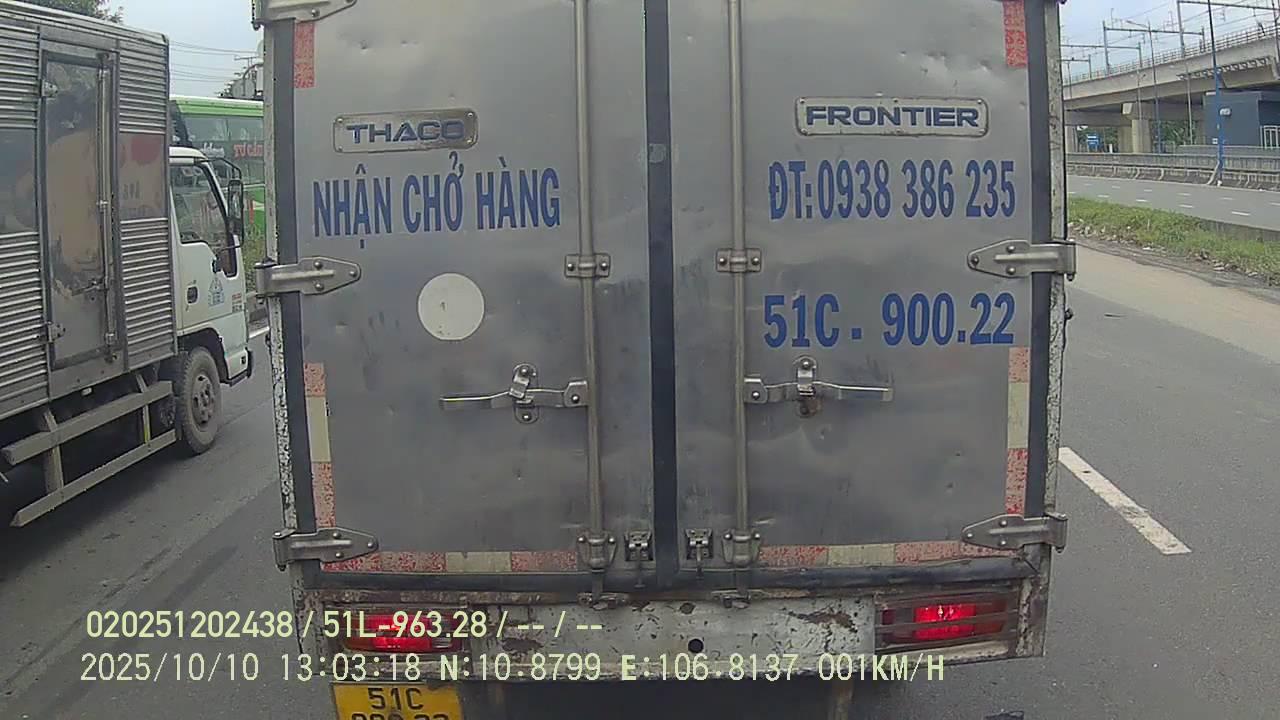 THACO
FRONTIER
NHẬN CHỞ HÀNG
ĐT:0938 386 235
51C - 900.22
020251202438 / 51L-963.28 / -- / --
2025/10/10 13:03:18 N:10.8799 E:106.8137 001KM/H
51C